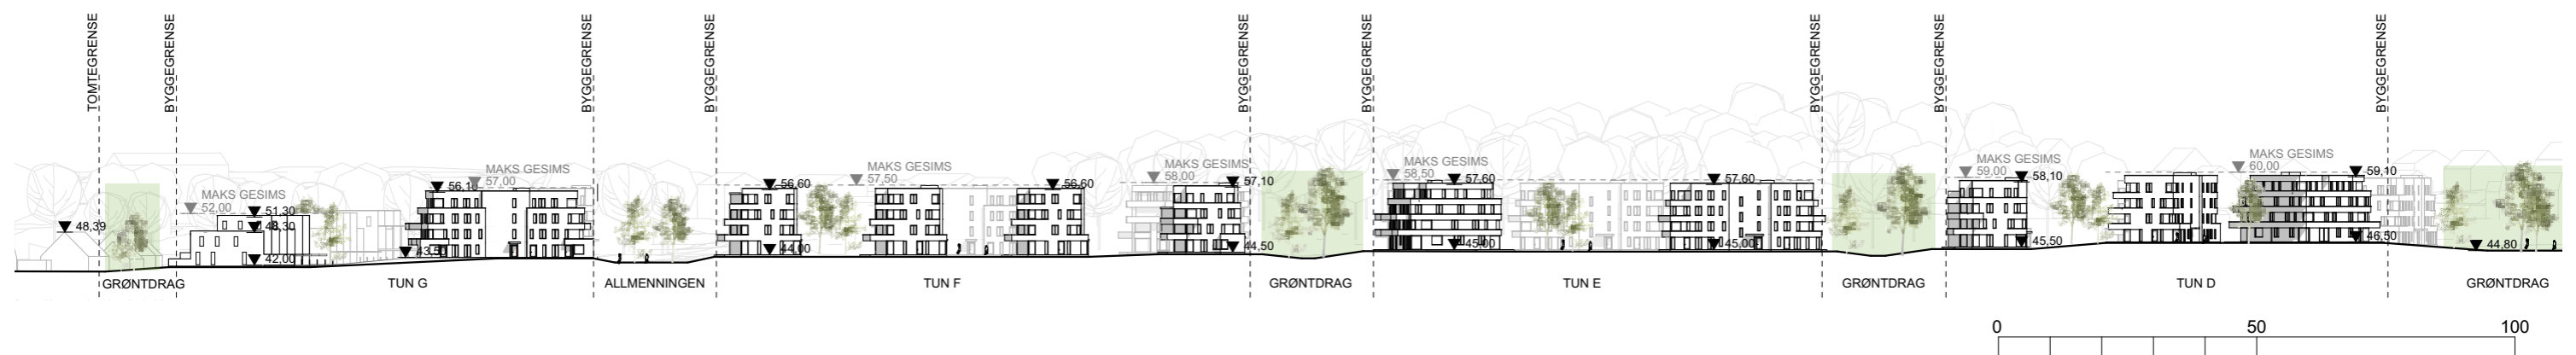 TOMTEGRENSE
BYGGEGRENSE
BYGGEGRENSE
BYGGEGRENSE
BYGGEGRENSE
BYGGEGRENSE
BYGGEGRENSE
BYGGEGRENSE
BYGGEGRENSE
48,39
MAKS GESIMS
52,00
51,30
48,30
42,00
43,50
56,10
MAKS GESIMS
57,00
56,60
44,00
MAKS GESIMS
57,50
56,60
MAKS GESIMS
58,00
57,10
44,50
MAKS GESIMS
58,50
57,60
45,00
57,60
45,00
MAKS GESIMS
59,00
58,10
45,50
MAKS GESIMS
60,00
59,10
46,50
44,80
GRØNTDRAG
TUN G
ALLMENNINGEN
TUN F
GRØNTDRAG
TUN E
GRØNTDRAG
TUN D
GRØNTDRAG
0 50 100